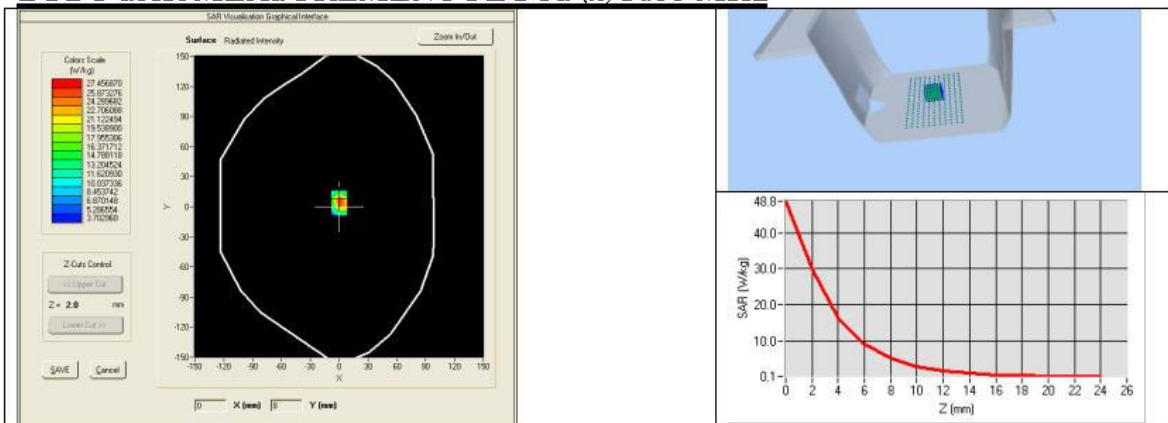 SAR Visualisation Graphical Interface
Surface Radiated Intensity
Zoom In/Out
Colors Scale
(W/kg)
27.456870
25.873276
24.289682
22.706088
21.122494
19.538900
17.955306
16.371712
14.788118
13.204524
11.620930
10.037336
8.453742
6.870148
5.286554
3.702960
150
120
90
60
30
0
-30
-60
-90
-120
-150
Y
-150 -120 -90 -60 -30 0 30 60 90 120 150
X
Z-Cuts Control
<< Upper Cut
Z = 2.0 mm
Lower Cut >>
SAVE Cancel
0 X (mm) 8 Y (mm)
48.8
40.0
30.0
20.0
10.0
0.1
SAR (W/kg)
0 2 4 6 8 10 12 14 16 18 20 22 24 26
Z (mm)